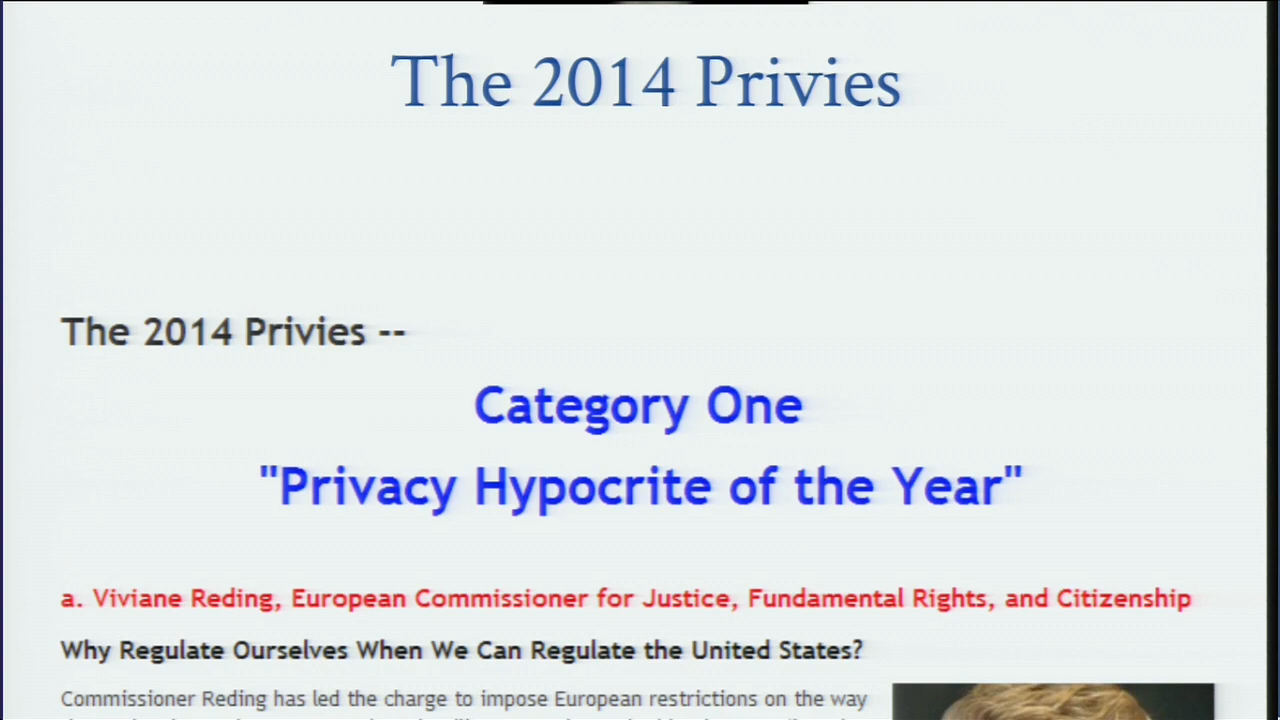 The 2014 Privies
The 2014 Privies --
Category One
"Privacy Hypocrite of the Year"
a. Viviane Reding, European Commissioner for Justice, Fundamental Rights, and Citizenship
Why Regulate Ourselves When We Can Regulate the United States?
Commissioner Reding has led the charge to impose European restrictions on the way